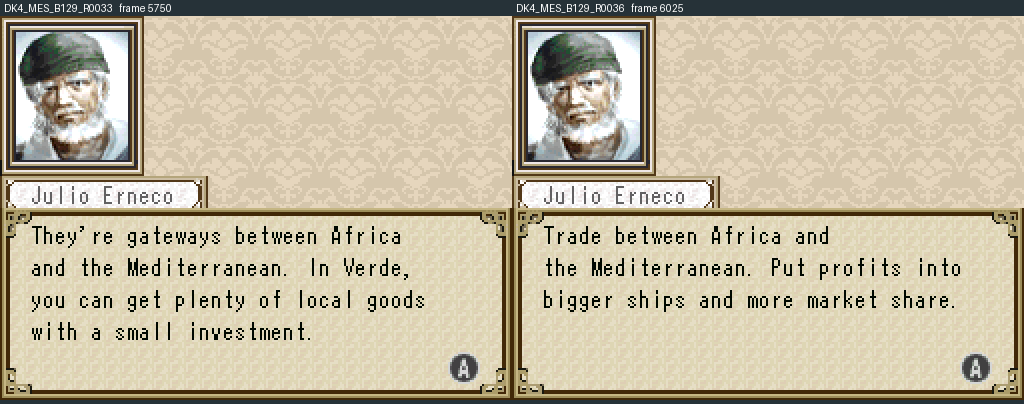 DK4_MES_B129_R0033 frame 5750
Julio Erneco
They're gateways between Africa
and the Mediterranean. In Verde,
you can get plenty of local goods
with a small investment.
A
DK4_MES_B129_R0036 frame 6025
Julio Erneco
Trade between Africa and
the Mediterranean. Put profits into
bigger ships and more market share.
A